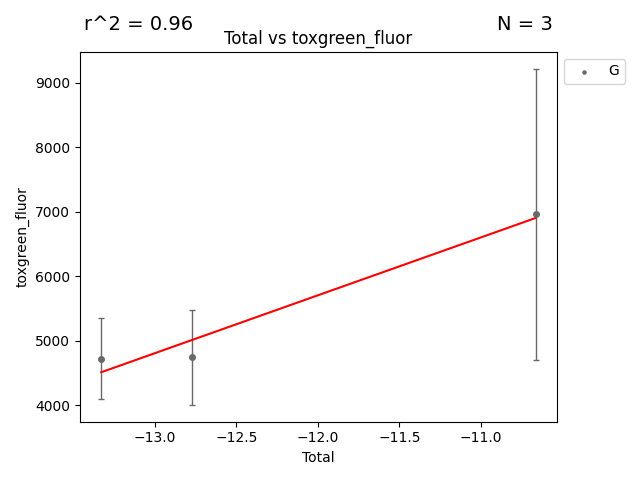 r^2 = 0.96
N = 3
Total vs toxgreen_fluor
G
9000
8000
7000
6000
5000
4000
toxgreen_fluor
−13.0
−12.5
−12.0
−11.5
−11.0
Total